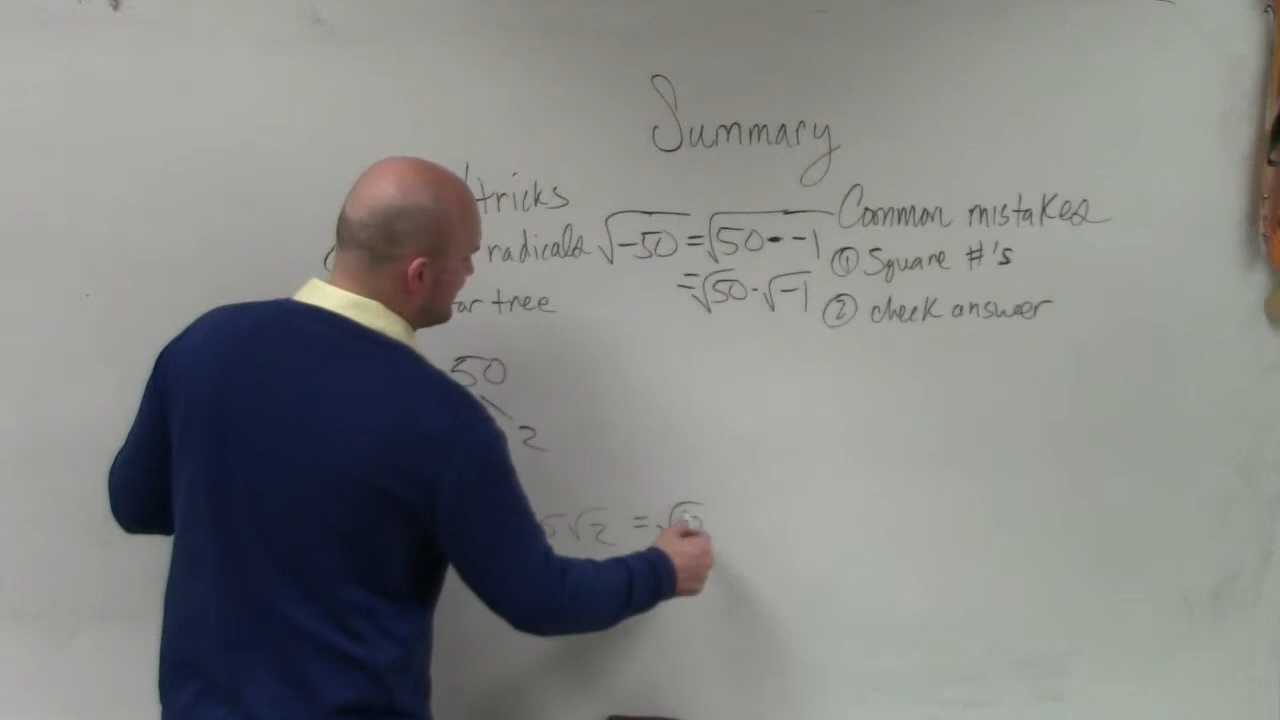 Summary
tricks
radicals √-50 = √50 · -1
= √50 · √-1
tree
Common mistakes
① Square #'s
② check answer
50
2
5√2 = √